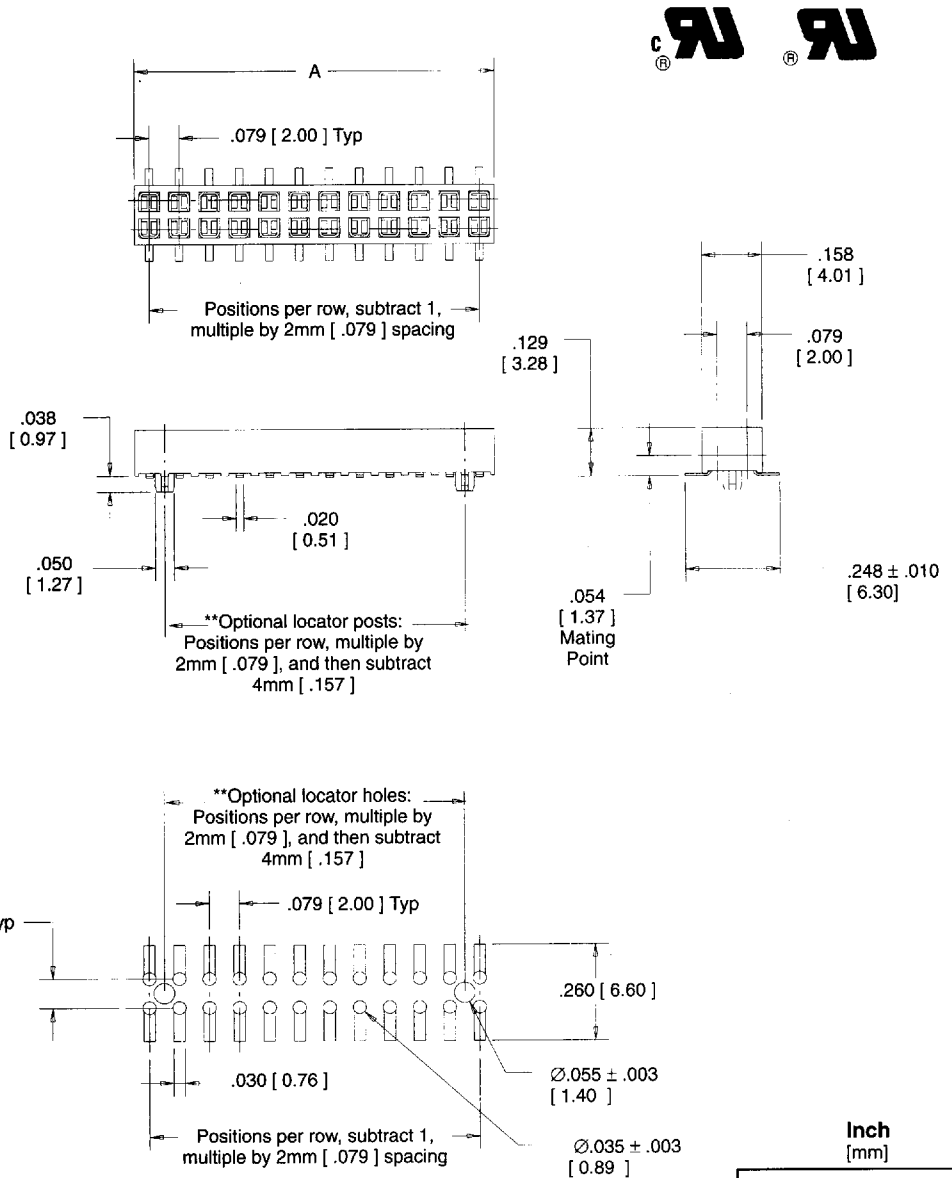 c
®
®
A
.079 [ 2.00 ] Typ
Positions per row, subtract 1,
multiple by 2mm [ .079 ] spacing
.158
[ 4.01 ]
.079
[ 2.00 ]
.129
[ 3.28 ]
.038
[ 0.97 ]
.020
[ 0.51 ]
.050
[ 1.27 ]
.248 ± .010
[ 6.30]
.054
[ 1.37 ]
Mating
Point
**Optional locator posts:
Positions per row, multiple by
2mm [ .079 ], and then subtract
4mm [ .157 ]
**Optional locator holes:
Positions per row, multiple by
2mm [ .079 ], and then subtract
4mm [ .157 ]
.079 [ 2.00 ] Typ
yp
.260 [ 6.60 ]
.030 [ 0.76 ]
Ø.055 ± .003
[ 1.40 ]
Positions per row, subtract 1,
multiple by 2mm [ .079 ] spacing
Ø.035 ± .003
[ 0.89 ]
Inch
[mm]